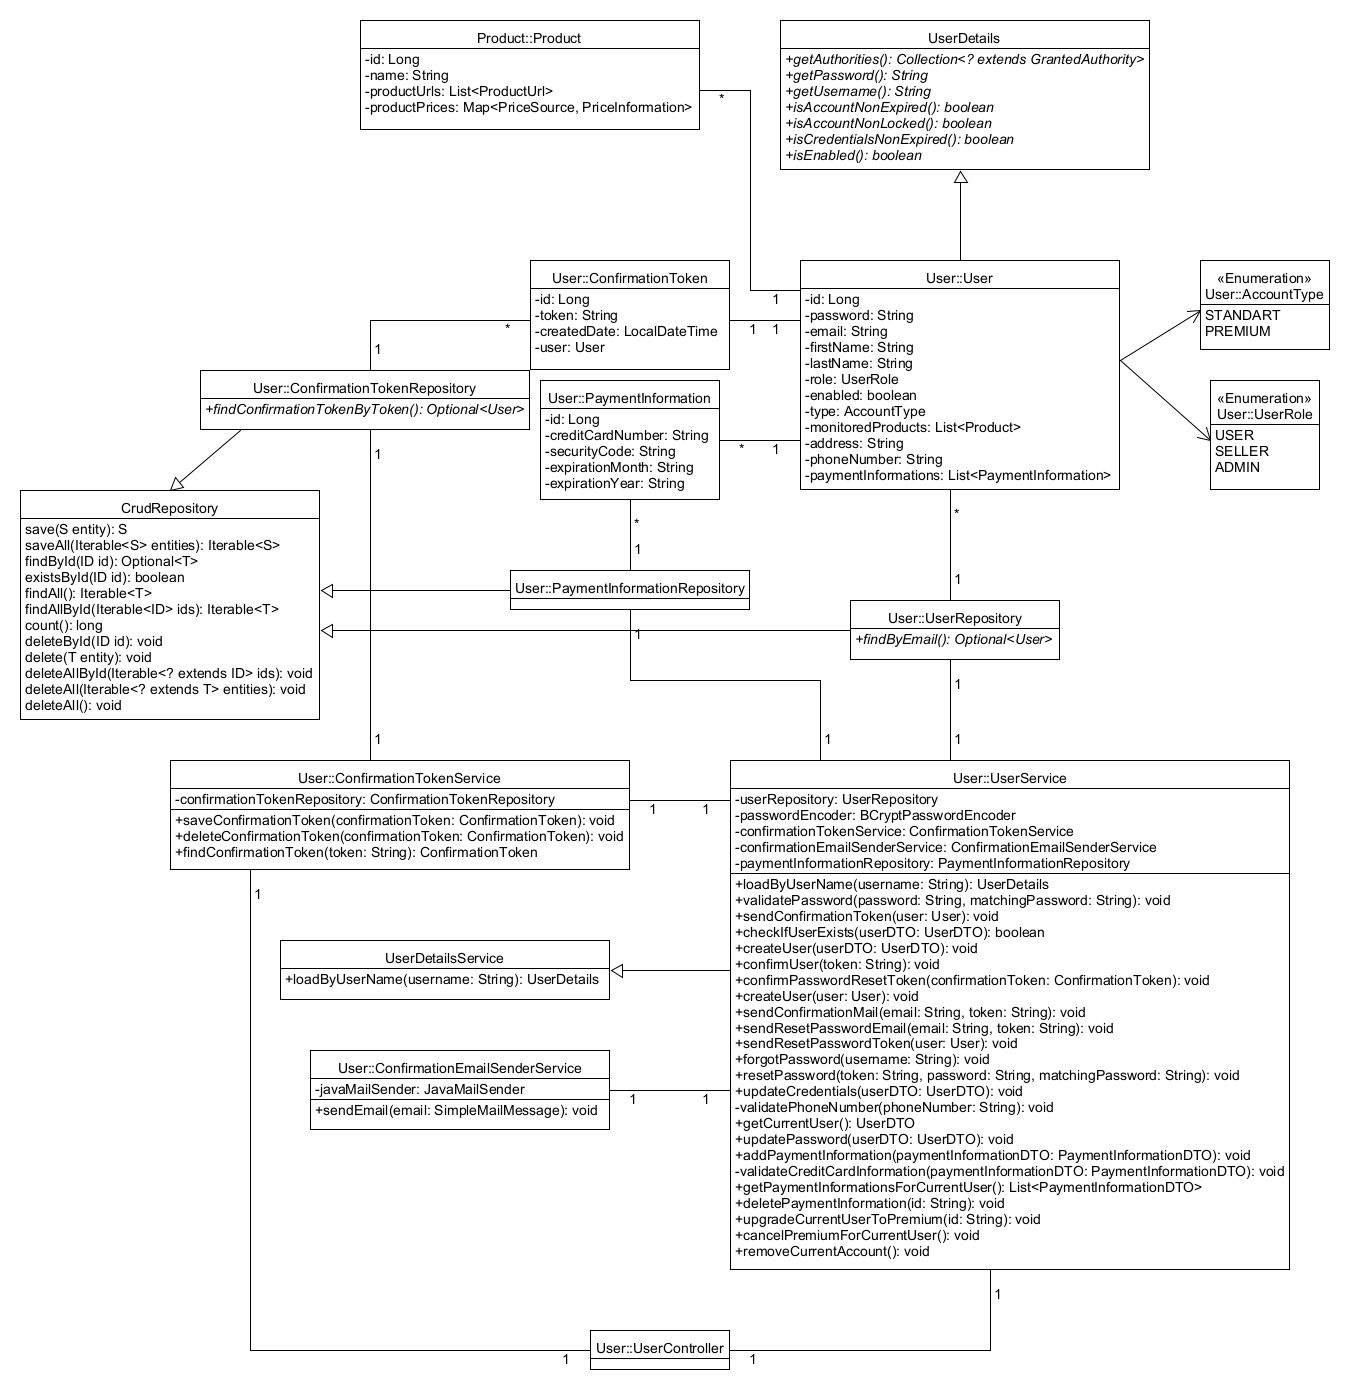 Product::Product
-id: Long
-name: String
-productUrls: List<ProductUrl>
-productPrices: Map<PriceSource, PriceInformation>
*
UserDetails
+getAuthorities(): Collection<? extends GrantedAuthority>
+getPassword(): String
+getUsername(): String
+isAccountNonExpired(): boolean
+isAccountNonLocked(): boolean
+isCredentialsNonExpired(): boolean
+isEnabled(): boolean
User::ConfirmationToken
-id: Long
-token: String
-createdDate: LocalDateTime
-user: User
*
1
1
1
1
User::User
-id: Long
-password: String
-email: String
-firstName: String
-lastName: String
-role: UserRole
-enabled: boolean
-type: AccountType
-monitoredProducts: List<Product>
-address: String
-phoneNumber: String
-paymentInformations: List<PaymentInformation>
«Enumeration»
User::AccountType
STANDART
PREMIUM
«Enumeration»
User::UserRole
USER
SELLER
ADMIN
User::ConfirmationTokenRepository
+findConfirmationTokenByToken(): Optional<User>
1
User::PaymentInformation
-id: Long
-creditCardNumber: String
-securityCode: String
-expirationMonth: String
-expirationYear: String
*
1
*
1
*
1
CrudRepository
save(S entity): S
saveAll(Iterable<S> entities): Iterable<S>
findById(ID id): Optional<T>
existsById(ID id): boolean
findAll(): Iterable<T>
findAllById(Iterable<ID> ids): Iterable<T>
count(): long
deleteById(ID id): void
delete(T entity): void
deleteAllById(Iterable<? extends ID> ids): void
deleteAll(Iterable<? extends T> entities): void
deleteAll(): void
User::PaymentInformationRepository
1
User::UserRepository
+findByEmail(): Optional<User>
1
1
1
1
User::ConfirmationTokenService
-confirmationTokenRepository: ConfirmationTokenRepository
+saveConfirmationToken(confirmationToken: ConfirmationToken): void
+deleteConfirmationToken(confirmationToken: ConfirmationToken): void
+findConfirmationToken(token: String): ConfirmationToken
1
1
1
User::UserService
-userRepository: UserRepository
-passwordEncoder: BCryptPasswordEncoder
-confirmationTokenService: ConfirmationTokenService
-confirmationEmailSenderService: ConfirmationEmailSenderService
-paymentInformationRepository: PaymentInformationRepository
+loadByUserName(username: String): UserDetails
+validatePassword(password: String, matchingPassword: String): void
+sendConfirmationToken(user: User): void
+checkIfUserExists(userDTO: UserDTO): boolean
+createUser(userDTO: UserDTO): void
+confirmUser(token: String): void
+confirmPasswordResetToken(confirmationToken: ConfirmationToken): void
+createUser(user: User): void
+sendConfirmationMail(email: String, token: String): void
+sendResetPasswordEmail(email: String, token: String): void
+sendResetPasswordToken(user: User): void
+forgotPassword(username: String): void
+resetPassword(token: String, password: String, matchingPassword: String): void
+updateCredentials(userDTO: UserDTO): void
-validatePhoneNumber(phoneNumber: String): void
+getCurrentUser(): UserDTO
+updatePassword(userDTO: UserDTO): void
+addPaymentInformation(paymentInformationDTO: PaymentInformationDTO): void
-validateCreditCardInformation(paymentInformationDTO: PaymentInformationDTO): void
+getPaymentInformationsForCurrentUser(): List<PaymentInformationDTO>
+deletePaymentInformation(id: String): void
+upgradeCurrentUserToPremium(id: String): void
+cancelPremiumForCurrentUser(): void
+removeCurrentAccount(): void
UserDetailsService
+loadByUserName(username: String): UserDetails
User::ConfirmationEmailSenderService
-javaMailSender: JavaMailSender
+sendEmail(email: SimpleMailMessage): void
1
1
1
User::UserController
1
1